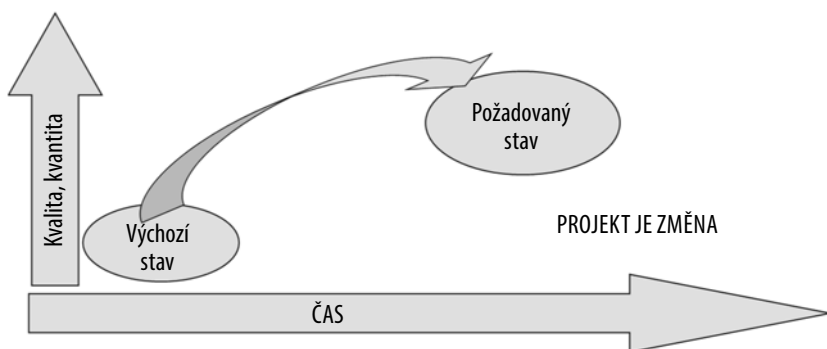 Kvalita, kvantita
Výchozí
stav
Požadovaný
stav
PROJEKT JE ZMĚNA
ČAS